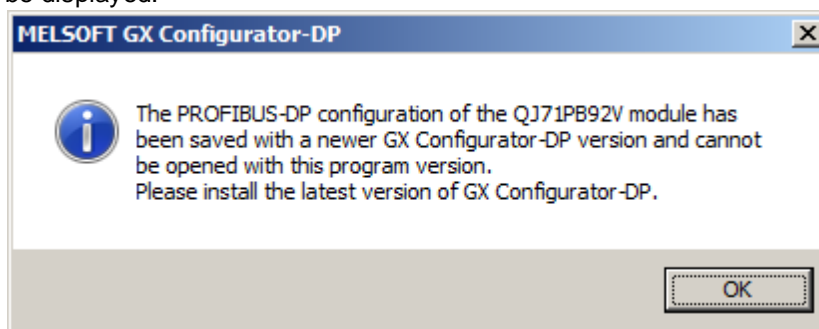 be displayed.
MELSOFT GX Configurator-DP
The PROFIBUS-DP configuration of the QJ71PB92V module has
been saved with a newer GX Configurator-DP version and cannot
be opened with this program version.
Please install the latest version of GX Configurator-DP.
OK